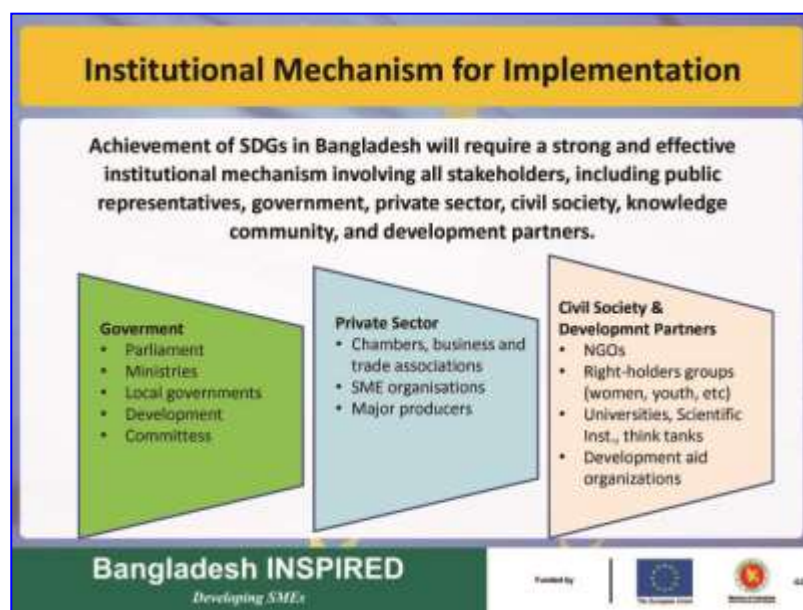 Institutional Mechanism for Implementation
Achievement of SDGs in Bangladesh will require a strong and effective
institutional mechanism involving all stakeholders, including public
representatives, government, private sector, civil society, knowledge
community, and development partners.
Goverment
• Parliament
• Ministries
• Local governments
• Development
• Committess
Private Sector
• Chambers, business and
trade associations
• SME organisations
• Major producers
Civil Society &
Developmnt Partners
• NGOs
• Right-holders groups
(women, youth, etc)
• Universities, Scientific
Inst., think tanks
• Development aid
organizations
Bangladesh INSPIRED
Developing SMEs
Funded by
The European Union